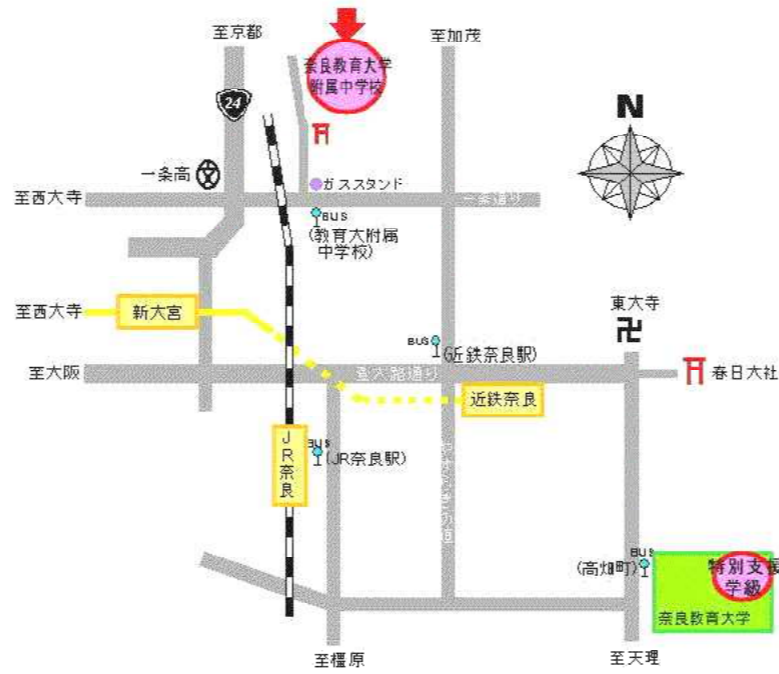 至京都
奈良教育大学
附属中学校
至加茂
24
N
一条高
ガススタンド
至西大寺
一条通り
BUS
(教育大附属
中学校)
至西大寺
新大宮
東大寺
BUS
(近鉄奈良駅)
至大阪
登大路通り
春日大社
近鉄奈良
JR奈良
BUS
(JR奈良駅)
BUS
(高畑町)
特別支援
学級
奈良教育大学
至橿原
至天理